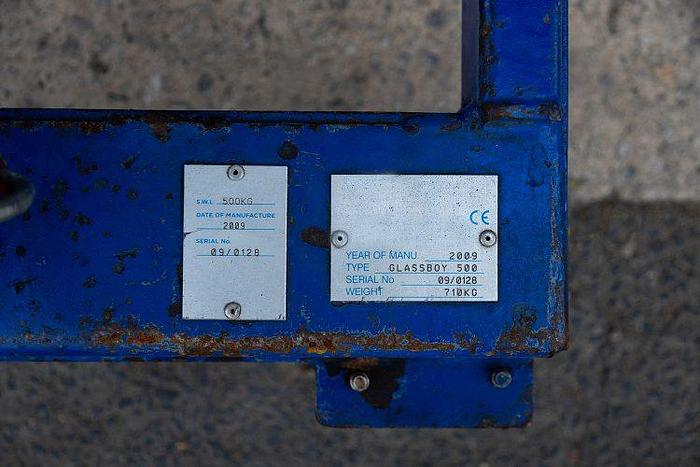 S.W.L 500KG
DATE OF MANUFACTURE
2009
SERIAL No.
09/0128
CE
YEAR OF MANU. 2009
TYPE GLASSBOY 500
SERIAL No 09/0128
WEIGHT 710KG